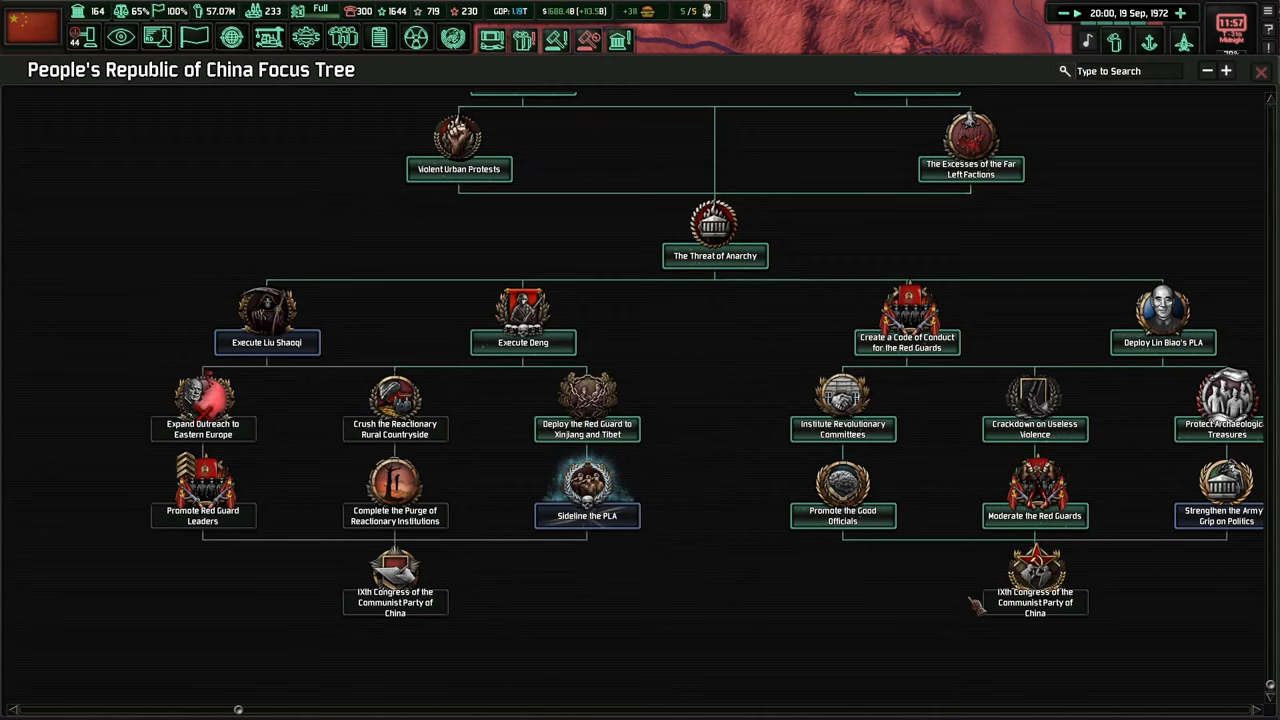 164 65% 100% 57.07M 233 Full 300 1644 719 230 GDP: 1.19T $1688.4B (+113.5B) +311 5/5 20:00, 19 Sep, 1972 11:57
44
People's Republic of China Focus Tree
Type to Search
Violent Urban Protests
The Excesses of the Far
Left Factions
The Threat of Anarchy
Execute Liu Shaoqi
Execute Deng
Create a Code of Conduct
for the Red Guards
Deploy Lin Biao's PLA
Expand Outreach to
Eastern Europe
Crush the Reactionary
Rural Countryside
Deploy the Red Guard to
Xinjiang and Tibet
Institute Revolutionary
Committees
Crackdown on Useless
Violence
Protect Archaeologica
Treasures
Promote Red Guard
Leaders
Complete the Purge of
Reactionary Institutions
Sideline the PLA
Promote the Good
Officials
Moderate the Red Guards
Strengthen the Army
Grip on Politics
IXth Congress of the
Communist Party of
China
IXth Congress of the
Communist Party of
China